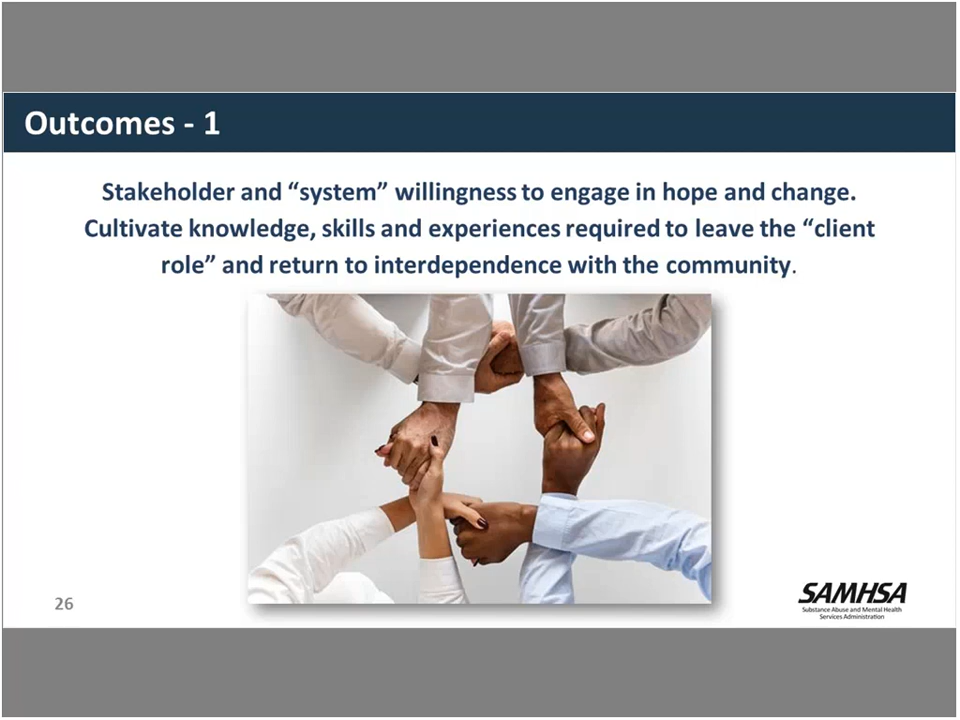 Outcomes - 1
Stakeholder and “system” willingness to engage in hope and change.
Cultivate knowledge, skills and experiences required to leave the “client
role” and return to interdependence with the community.
26
SAMHSA
Substance Abuse and Mental Health
Services Administration